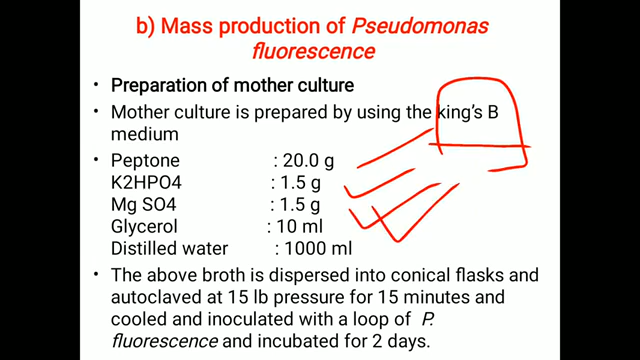 b) Mass production of Pseudomonas
fluorescence
• Preparation of mother culture
• Mother culture is prepared by using the king's B
medium
• Peptone : 20.0 g
K2HPO4 : 1.5 g
Mg SO4 : 1.5 g
Glycerol : 10 ml
Distilled water : 1000 ml
• The above broth is dispersed into conical flasks and
autoclaved at 15 lb pressure for 15 minutes and
cooled and inoculated with a loop of P.
fluorescence and incubated for 2 days.